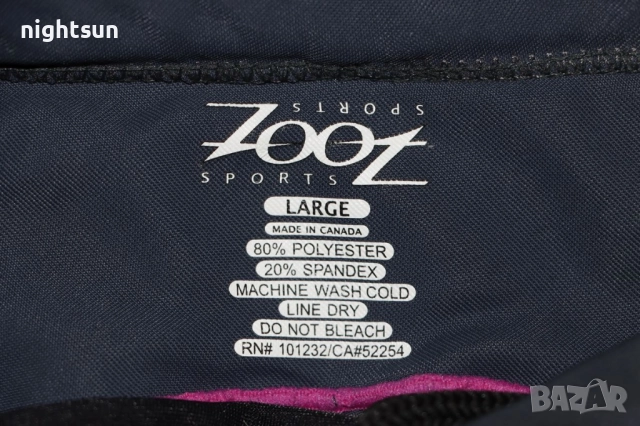 nightsun
SPORTS
ZOOT
SPORTS
LARGE
MADE IN CANADA
80% POLYESTER
20% SPANDEX
MACHINE WASH COLD
LINE DRY
DO NOT BLEACH
RN# 101232/CA#52254
BAZAR